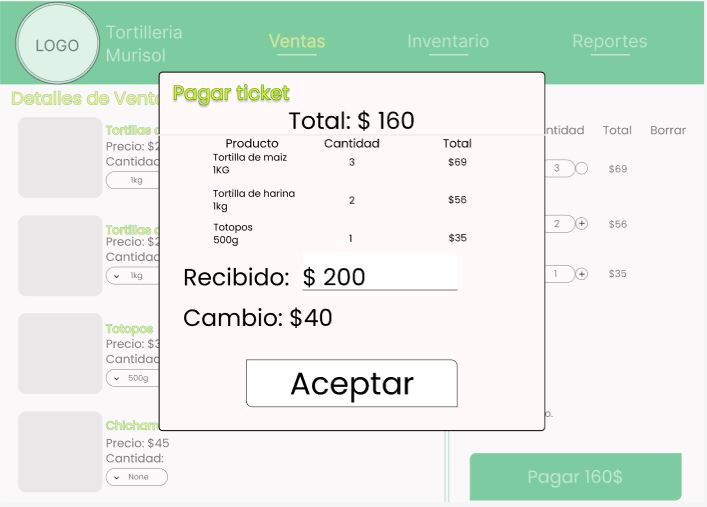 LOGO
Tortilleria
Murisol
Ventas
Inventario
Reportes
Detalles de Vent
Pagar ticket
Total: $ 160
Producto Cantidad Total
Tortilla de maiz
1KG
3 $69
Tortilla de harina
1kg
2 $56
Totopos
500g
1 $35
Recibido: $ 200
Cambio: $40
Aceptar
Tortillas
Precio: $2
Cantidad
1kg
Tortillas
Precio: $2
Cantidad
1kg
Totopos
Precio: $3
Cantidad
500g
Chicharr
Precio: $45
Cantidad:
None
ntidad Total Borrar
3 $69
2 + $56
1 + $35
o.
Pagar 160$